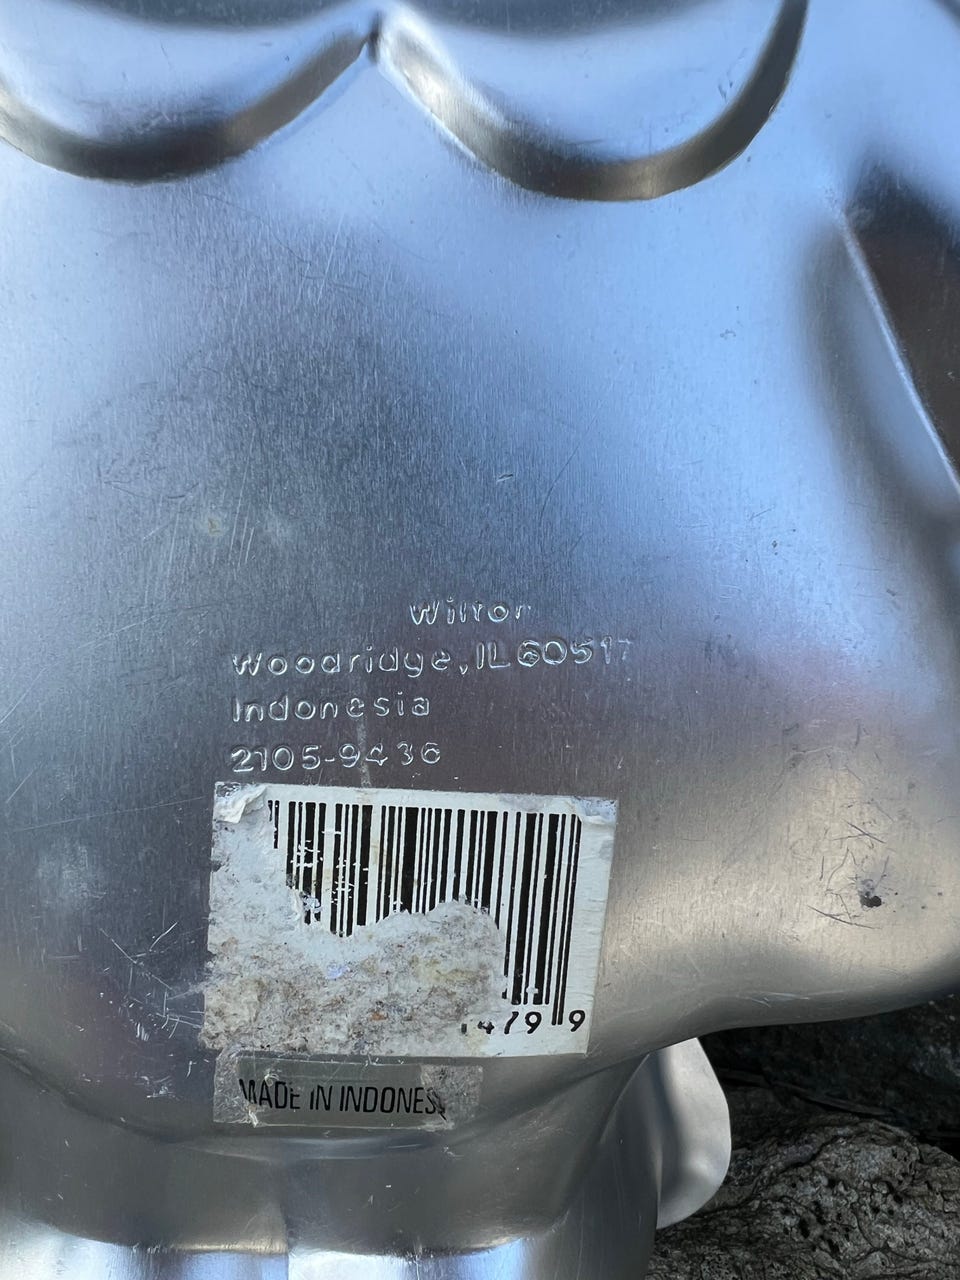 Wilton
Woodridge, IL 60517
Indonesia
2105-9436
479 9
MADE IN INDONES